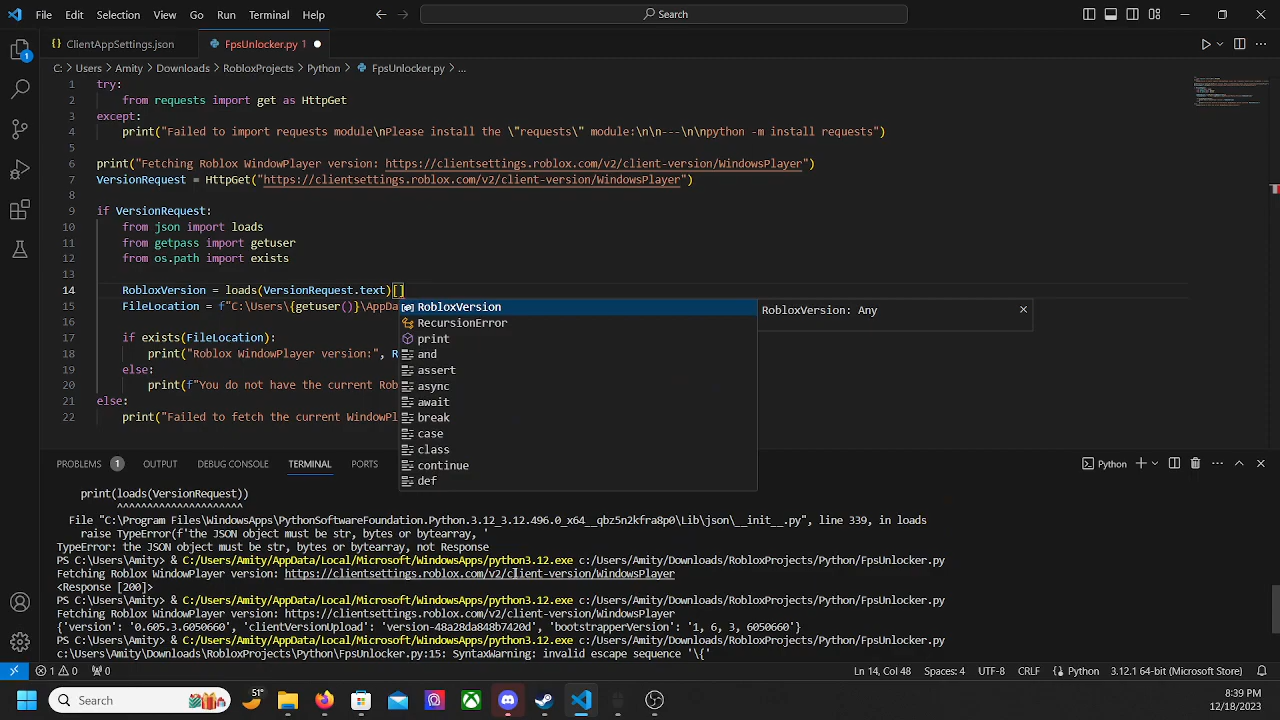 File Edit Selection View Go Run Terminal Help Search
ClientAppSettings.json FpsUnlocker.py 1
C: > Users > Amity > Downloads > RobloxProjects > Python > FpsUnlocker.py > ...
1 try:
2 from requests import get as HttpGet
3 except:
4 print("Failed to import requests module\nPlease install the \"requests\" module:\n\n---\n\npython -m install requests")
5
6 print("Fetching Roblox WindowPlayer version: https://clientsettings.roblox.com/v2/client-version/WindowsPlayer")
7 VersionRequest = HttpGet("https://clientsettings.roblox.com/v2/client-version/WindowsPlayer")
8
9 if VersionRequest:
10 from json import loads
11 from getpass import getuser
12 from os.path import exists
13
14 RobloxVersion = loads(VersionRequest.text)[]
15 FileLocation = f"C:\Users\{getuser()}\AppDa
16
17 if exists(FileLocation):
18 print("Roblox WindowPlayer version:", R
19 else:
20 print(f"You do not have the current Rob
21 else:
22 print("Failed to fetch the current WindowPl
RobloxVersion
RecursionError
print
and
assert
async
await
break
case
class
continue
def
RobloxVersion: Any
PROBLEMS 1 OUTPUT DEBUG CONSOLE TERMINAL PORTS Python
print(loads(VersionRequest))
^^^^^^^^^^^^^^^^^^^^^
File "C:\Program Files\WindowsApps\PythonSoftwareFoundation.Python.3.12_3.12.496.0_x64__qbz5n2kfra8p0\Lib\json\__init__.py", line 339, in loads
raise TypeError(f'the JSON object must be str, bytes or bytearray, '
TypeError: the JSON object must be str, bytes or bytearray, not Response
PS C:\Users\Amity> & C:/Users/Amity/AppData/Local/Microsoft/WindowsApps/python3.12.exe c:/Users/Amity/Downloads/RobloxProjects/Python/FpsUnlocker.py
Fetching Roblox WindowPlayer version: https://clientsettings.roblox.com/v2/client-version/WindowsPlayer
<Response [200]>
PS C:\Users\Amity> & C:/Users/Amity/AppData/Local/Microsoft/WindowsApps/python3.12.exe c:/Users/Amity/Downloads/RobloxProjects/Python/FpsUnlocker.py
Fetching Roblox WindowPlayer version: https://clientsettings.roblox.com/v2/client-version/WindowsPlayer
{'version': '0.605.3.6050660', 'clientVersionUpload': 'version-48a28da848b7420d', 'bootstrapperVersion': '1, 6, 3, 6050660'}
PS C:\Users\Amity> & C:/Users/Amity/AppData/Local/Microsoft/WindowsApps/python3.12.exe c:/Users/Amity/Downloads/RobloxProjects/Python/FpsUnlocker.py
c:\Users\Amity\Downloads\RobloxProjects\Python\FpsUnlocker.py:15: SyntaxWarning: invalid escape sequence '\{'
1 0 0 Ln 14, Col 48 Spaces: 4 UTF-8 CRLF Python 3.12.1 64-bit (Microsoft Store)
Search 5° 8:39 PM
12/18/2023